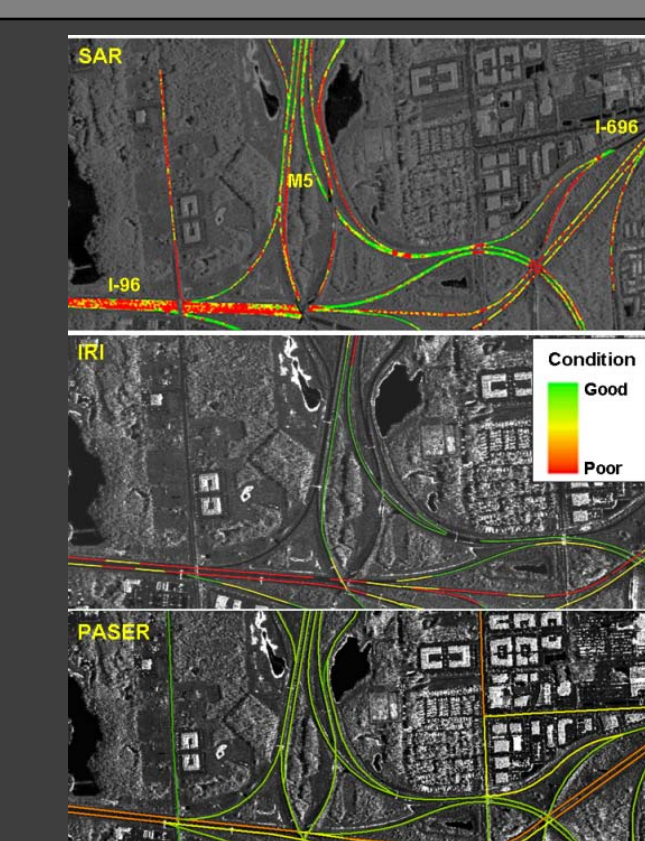 SAR
I-696
M5
I-96
IRI
Condition
Good
Poor
PASER